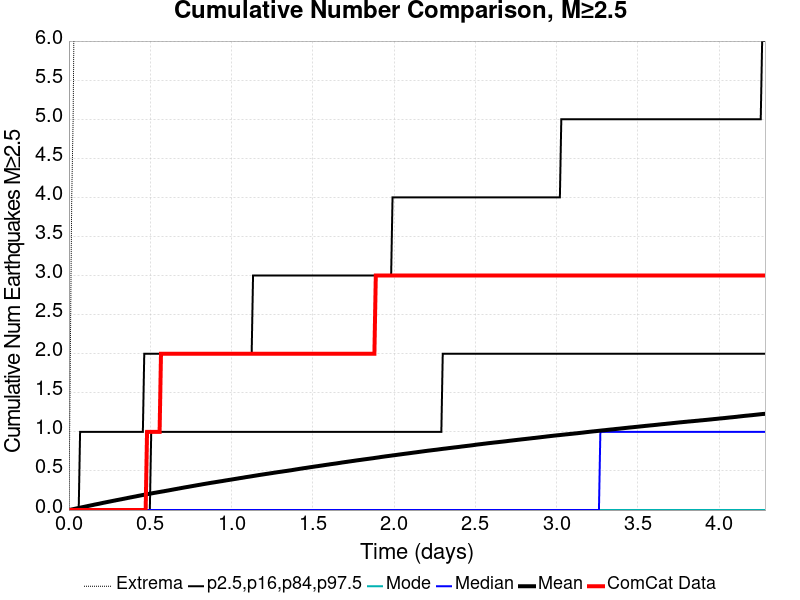 Cumulative Number Comparison, M≥2.5
Cumulative Num Earthquakes M≥2.5
6.0
5.5
5.0
4.5
4.0
3.5
3.0
2.5
2.0
1.5
1.0
0.5
0.0
0.0 0.5 1.0 1.5 2.0 2.5 3.0 3.5 4.0
Time (days)
Extrema p2.5,p16,p84,p97.5 Mode Median Mean ComCat Data